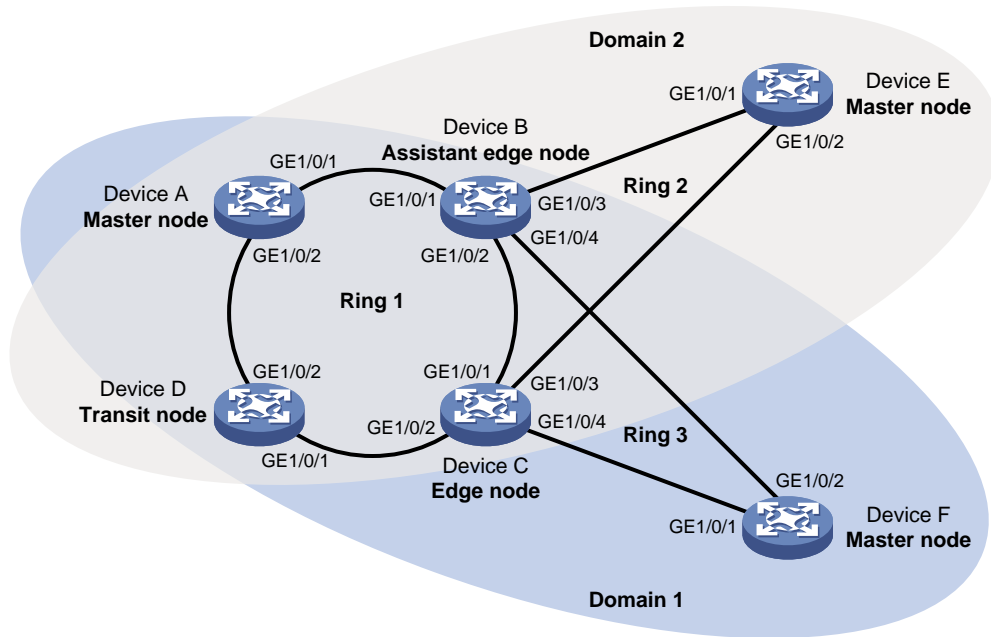 Domain 2
Device E
Master node
GE1/0/1
GE1/0/2
Device B
Assistant edge node
GE1/0/1
GE1/0/1
GE1/0/3
GE1/0/4
GE1/0/2
Ring 2
Device A
Master node
GE1/0/2
Ring 1
Device D
Transit node
GE1/0/2
GE1/0/1
GE1/0/1
GE1/0/2
GE1/0/3
GE1/0/4
Device C
Edge node
Ring 3
GE1/0/2
GE1/0/1
Device F
Master node
Domain 1